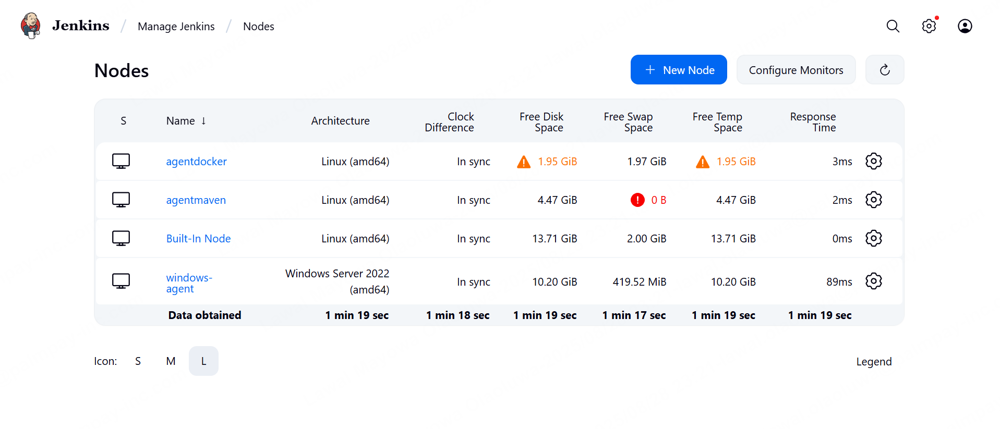 Jenkins / Manage Jenkins / Nodes
Nodes
+ New Node
Configure Monitors
S Name ↓ Architecture Clock Difference Free Disk Space Free Swap Space Free Temp Space Response Time
agentdocker Linux (amd64) In sync 1.95 GiB 1.97 GiB 1.95 GiB 3ms
agentmaven Linux (amd64) In sync 4.47 GiB 0 B 4.47 GiB 2ms
Built-In Node Linux (amd64) In sync 13.71 GiB 2.00 GiB 13.71 GiB 0ms
windows-agent Windows Server 2022 (amd64) In sync 10.20 GiB 419.52 MiB 10.20 GiB 89ms
Data obtained 1 min 19 sec 1 min 18 sec 1 min 19 sec 1 min 17 sec 1 min 19 sec 1 min 19 sec
Icon: S M L
Legend